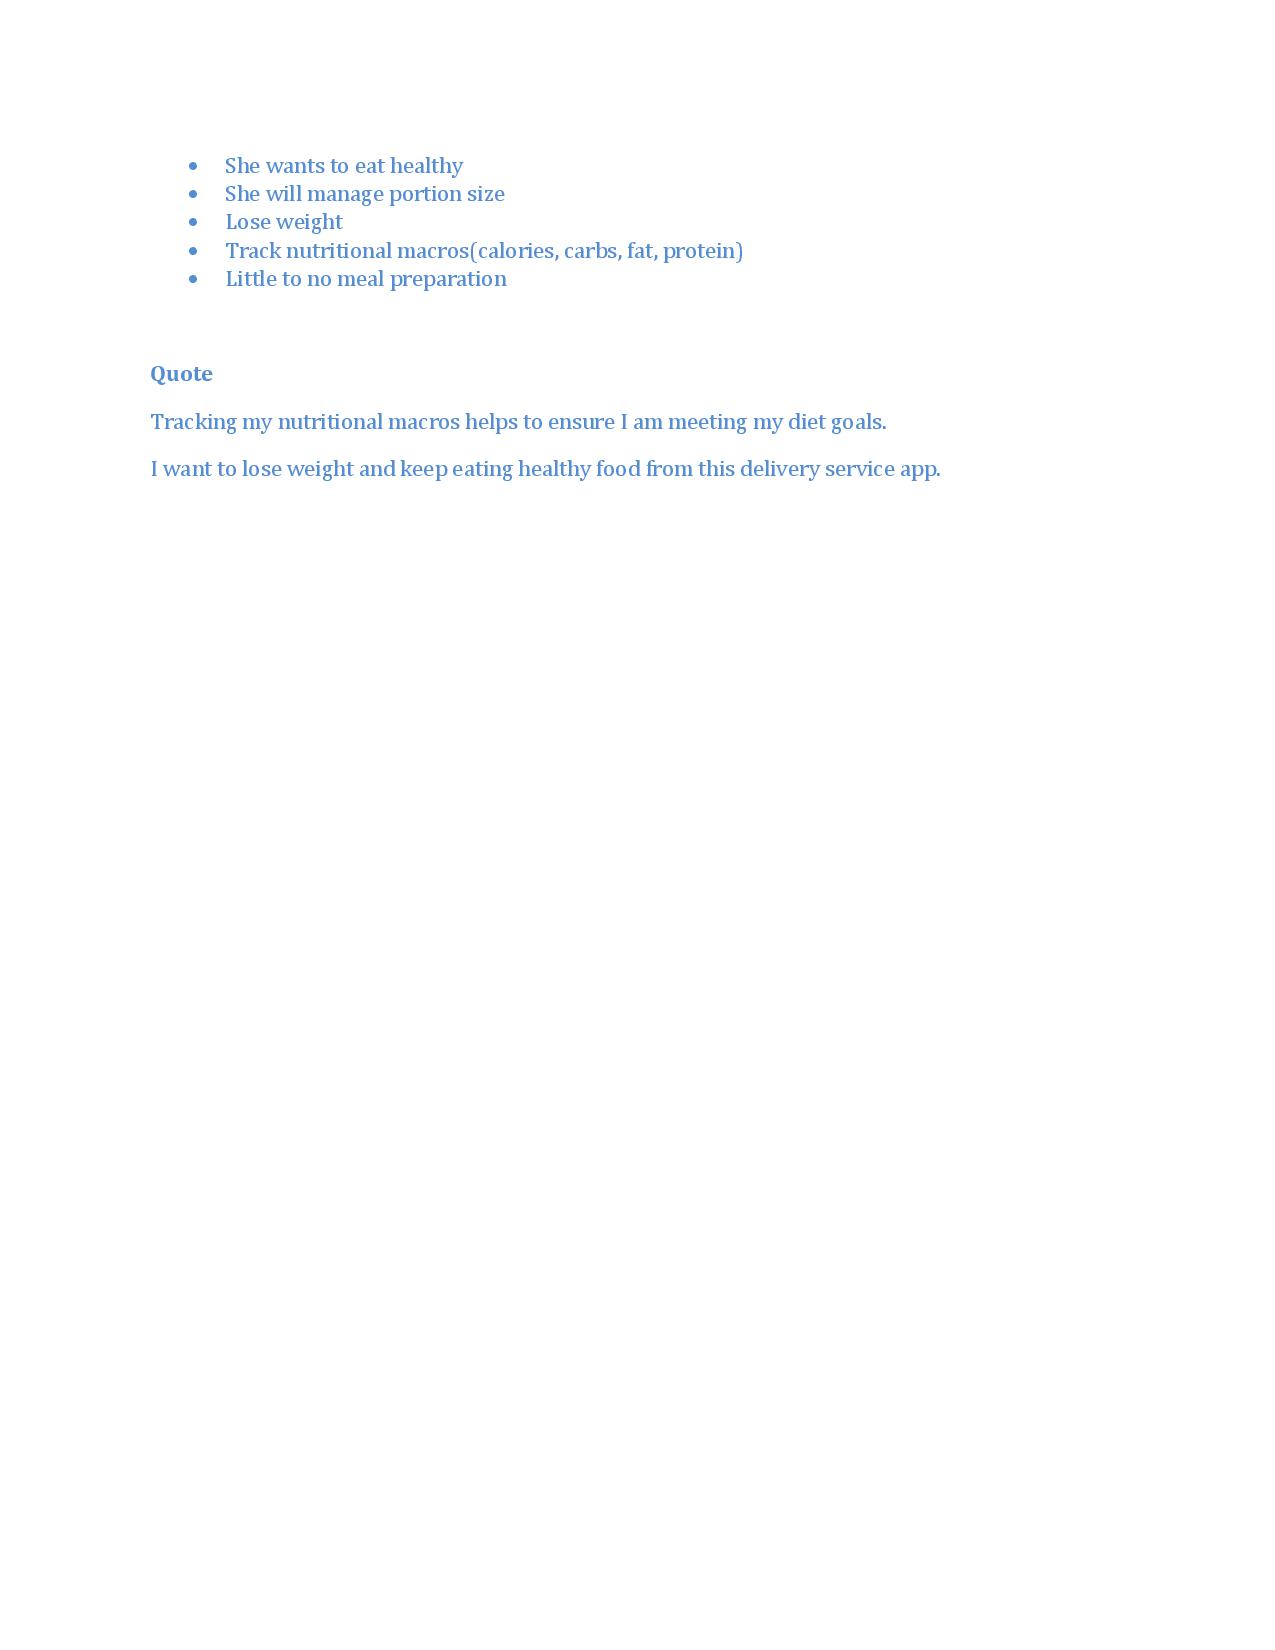 • She wants to eat healthy
• She will manage portion size
• Lose weight
• Track nutritional macros(calories, carbs, fat, protein)
• Little to no meal preparation
Quote
Tracking my nutritional macros helps to ensure I am meeting my diet goals.
I want to lose weight and keep eating healthy food from this delivery service app.